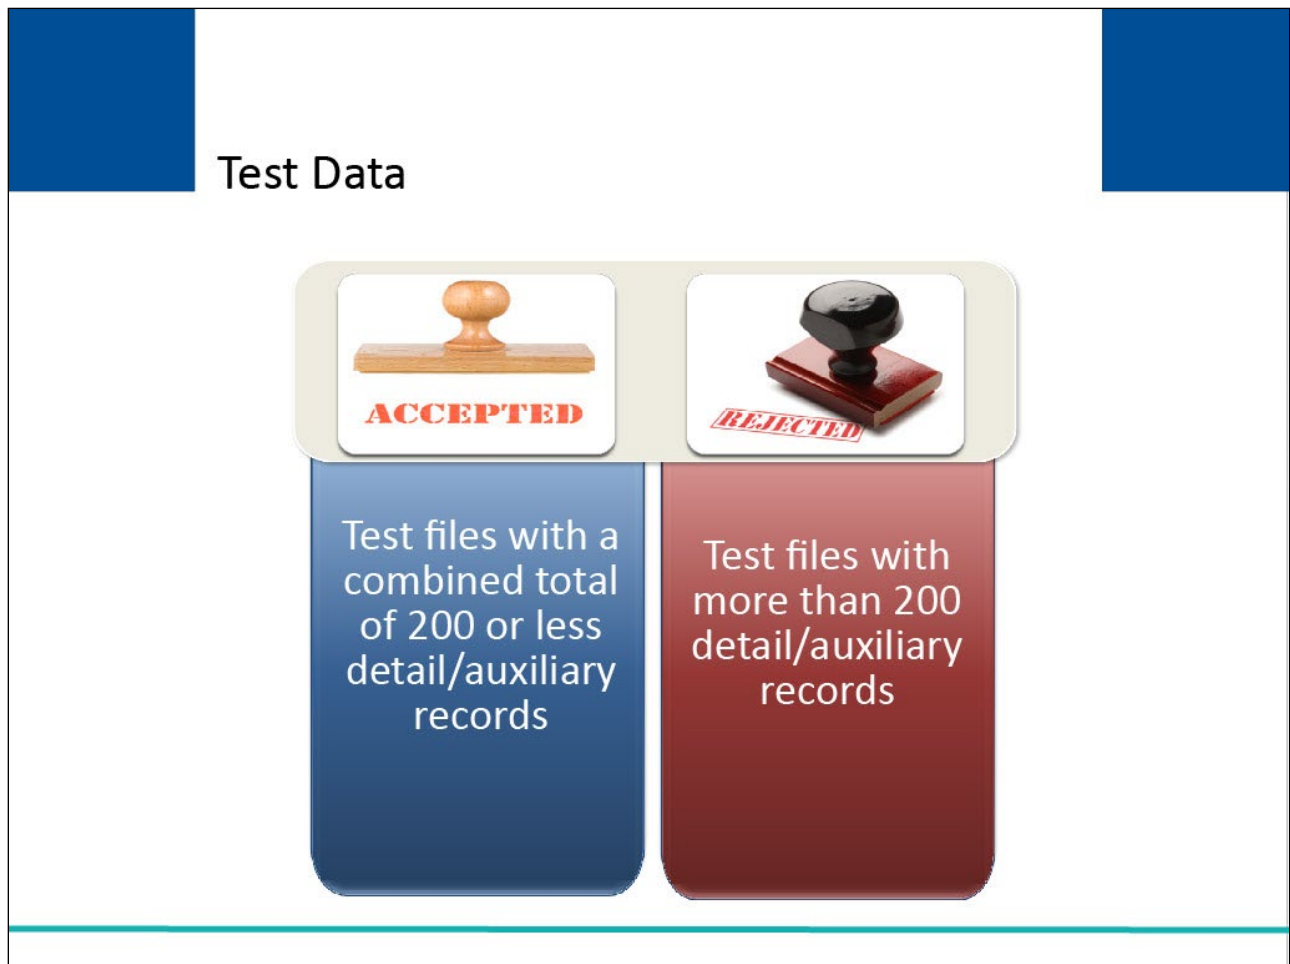 Test Data
ACCEPTED
REJECTED
Test files with a
combined total
of 200 or less
detail/auxiliary
records
Test files with
more than 200
detail/auxiliary
records